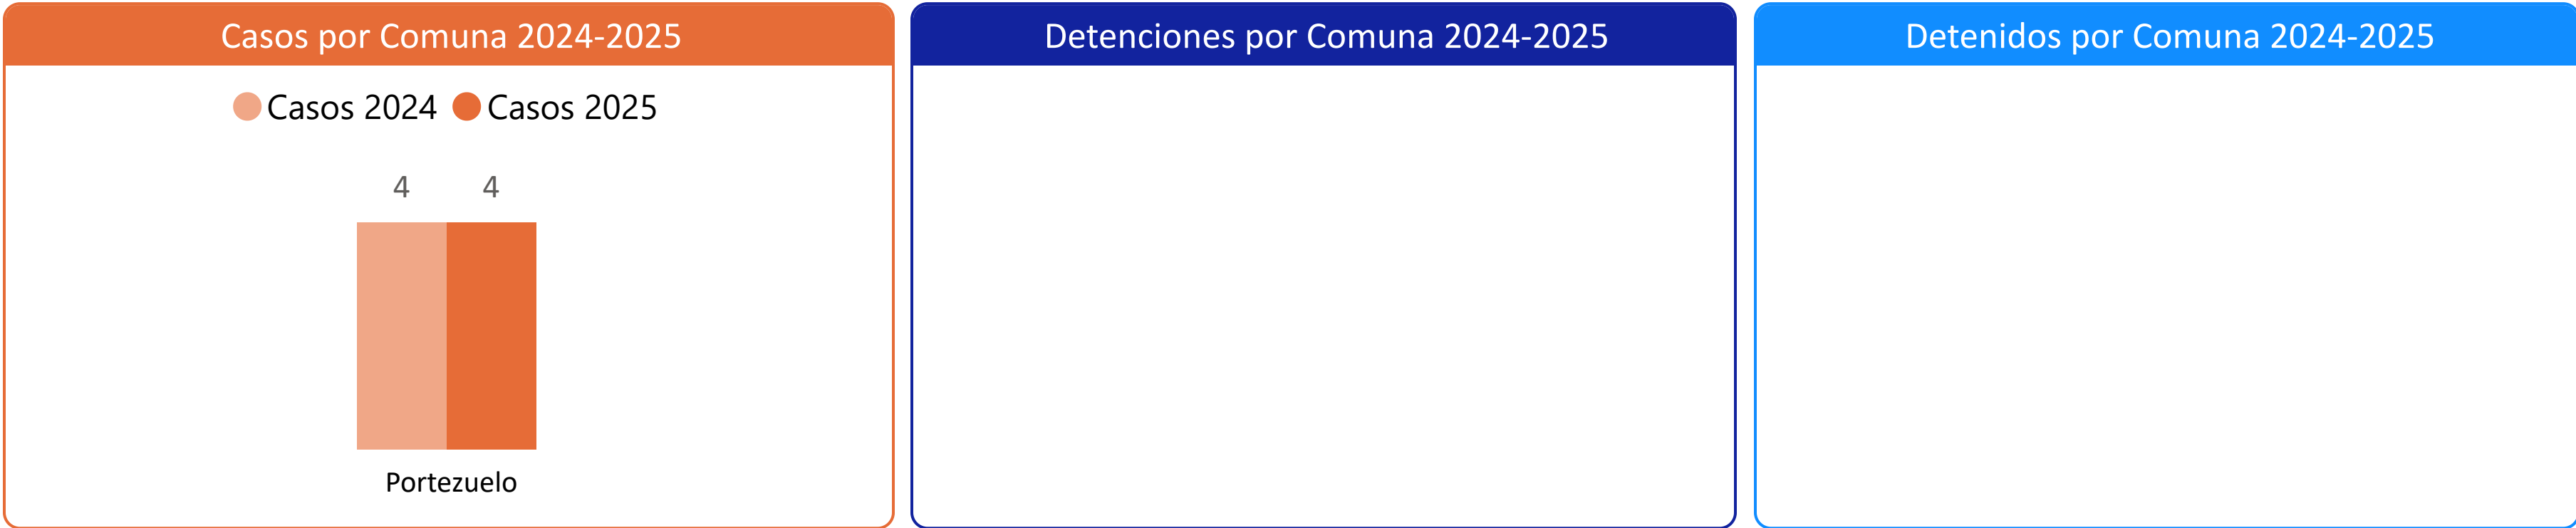 Casos por Comuna 2024-2025
Casos 2024 Casos 2025
4 4
Portezuelo
Detenciones por Comuna 2024-2025
Detenidos por Comuna 2024-2025